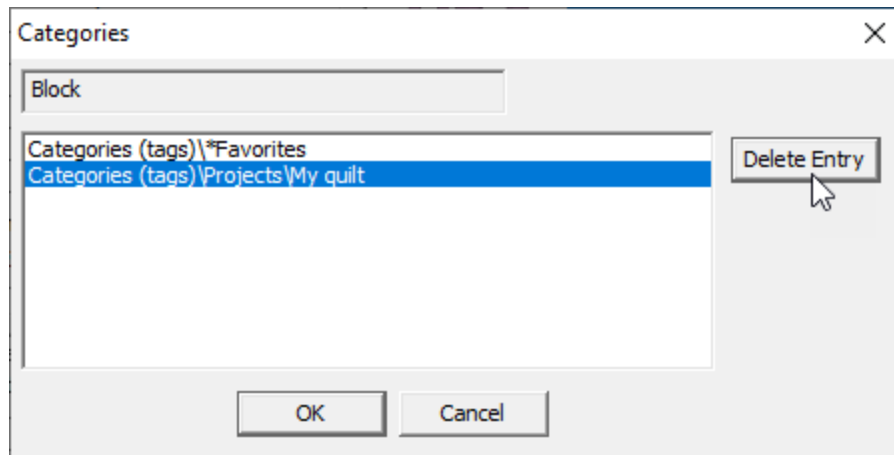 Categories
Block
Categories (tags)\*Favorites
Categories (tags)\Projects\My quilt
Delete Entry
OK
Cancel